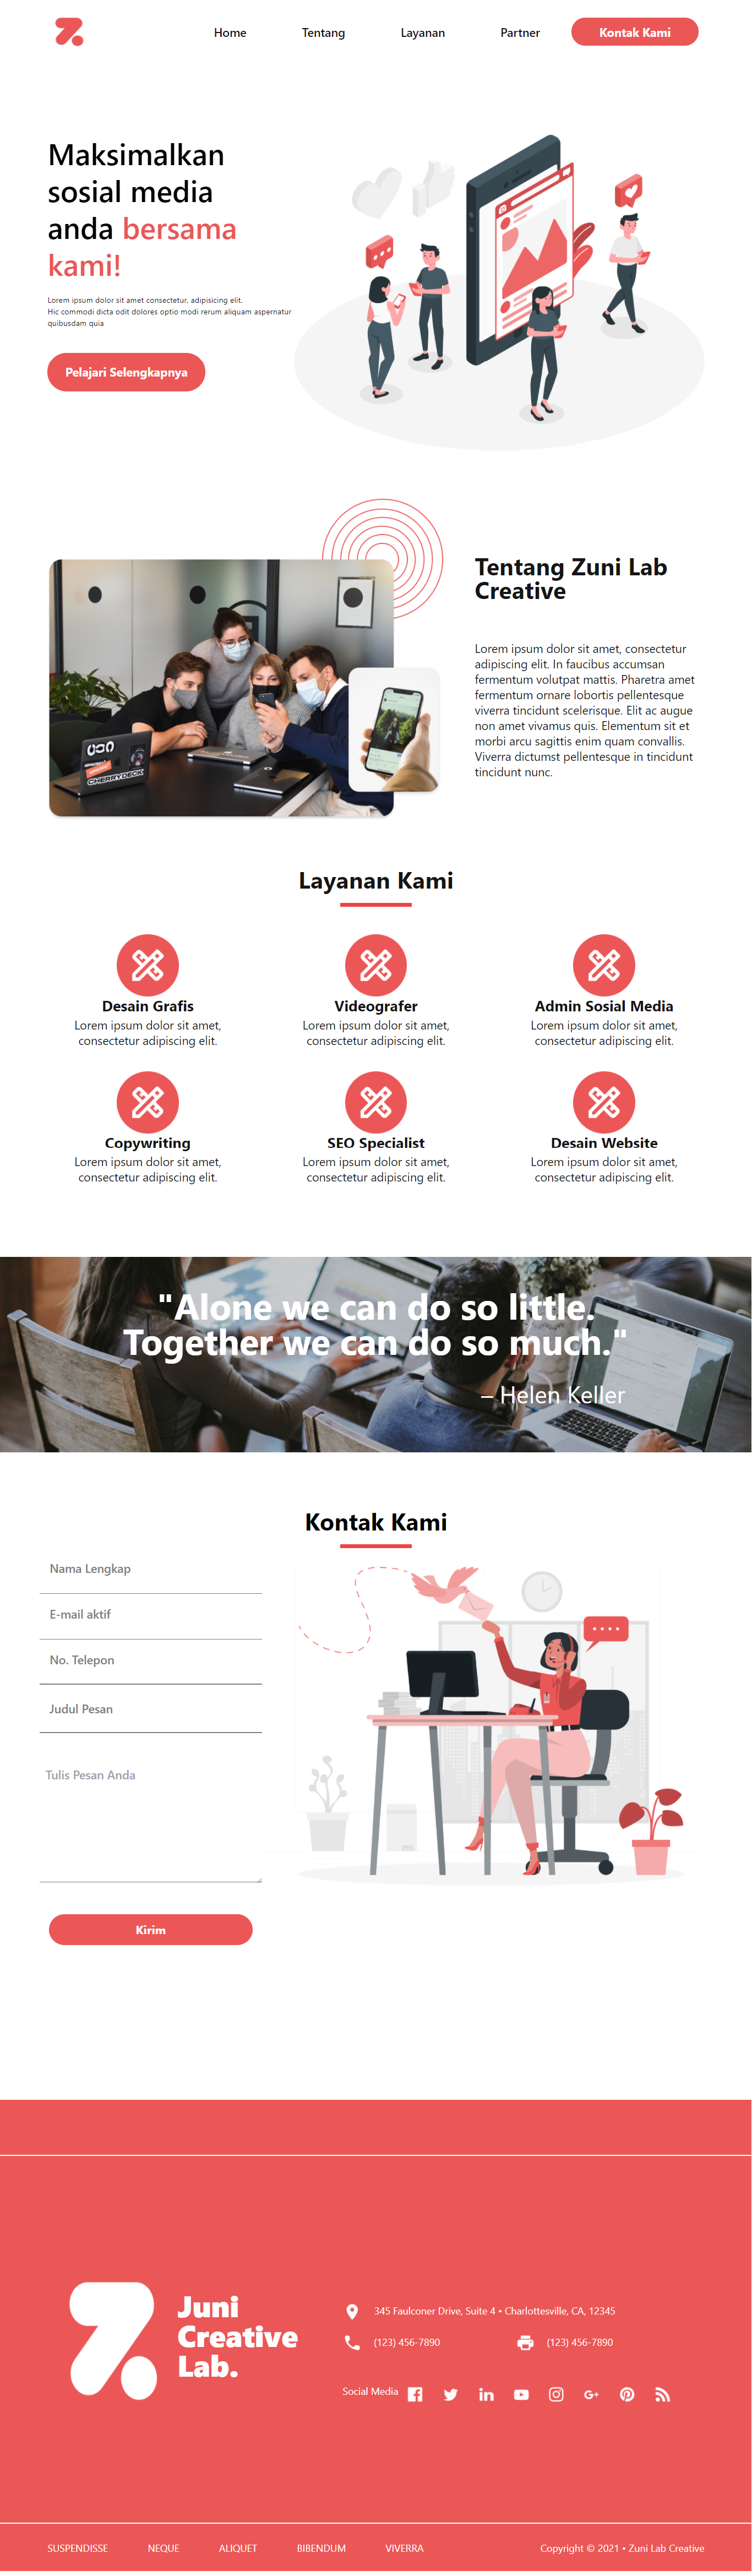 Home
Tentang
Layanan
Partner
Kontak Kami
Maksimalkan
sosial media
anda bersama
kami!
Lorem ipsum dolor sit amet consectetur, adipisicing elit.
Hic commodi dicta odit dolores optio modi rerum aliquam aspernatur
quibusdam quia
Pelajari Selengkapnya
Tentang Zuni Lab
Creative
Lorem ipsum dolor sit amet, consectetur
adipiscing elit. In faucibus accumsan
fermentum volutpat mattis. Pharetra amet
fermentum ornare lobortis pellentesque
viverra tincidunt scelerisque. Elit ac augue
non amet vivamus quis. Elementum sit et
morbi arcu sagittis enim quam convallis.
Viverra dictumst pellentesque in tincidunt
tincidunt nunc.
CHERRYDECK
Layanan Kami
Desain Grafis
Lorem ipsum dolor sit amet,
consectetur adipiscing elit.
Videografer
Lorem ipsum dolor sit amet,
consectetur adipiscing elit.
Admin Sosial Media
Lorem ipsum dolor sit amet,
consectetur adipiscing elit.
Copywriting
Lorem ipsum dolor sit amet,
consectetur adipiscing elit.
SEO Specialist
Lorem ipsum dolor sit amet,
consectetur adipiscing elit.
Desain Website
Lorem ipsum dolor sit amet,
consectetur adipiscing elit.
"Alone we can do so little.
Together we can do so much."
– Helen Keller
Kontak Kami
Nama Lengkap
E-mail aktif
No. Telepon
Judul Pesan
Tulis Pesan Anda
Kirim
Juni
Creative
Lab.
345 Faulconer Drive, Suite 4 • Charlottesville, CA, 12345
(123) 456-7890
(123) 456-7890
Social Media
SUSPENDISSE
NEQUE
ALIQUET
BIBENDUM
VIVERRA
Copyright © 2021 • Zuni Lab Creative